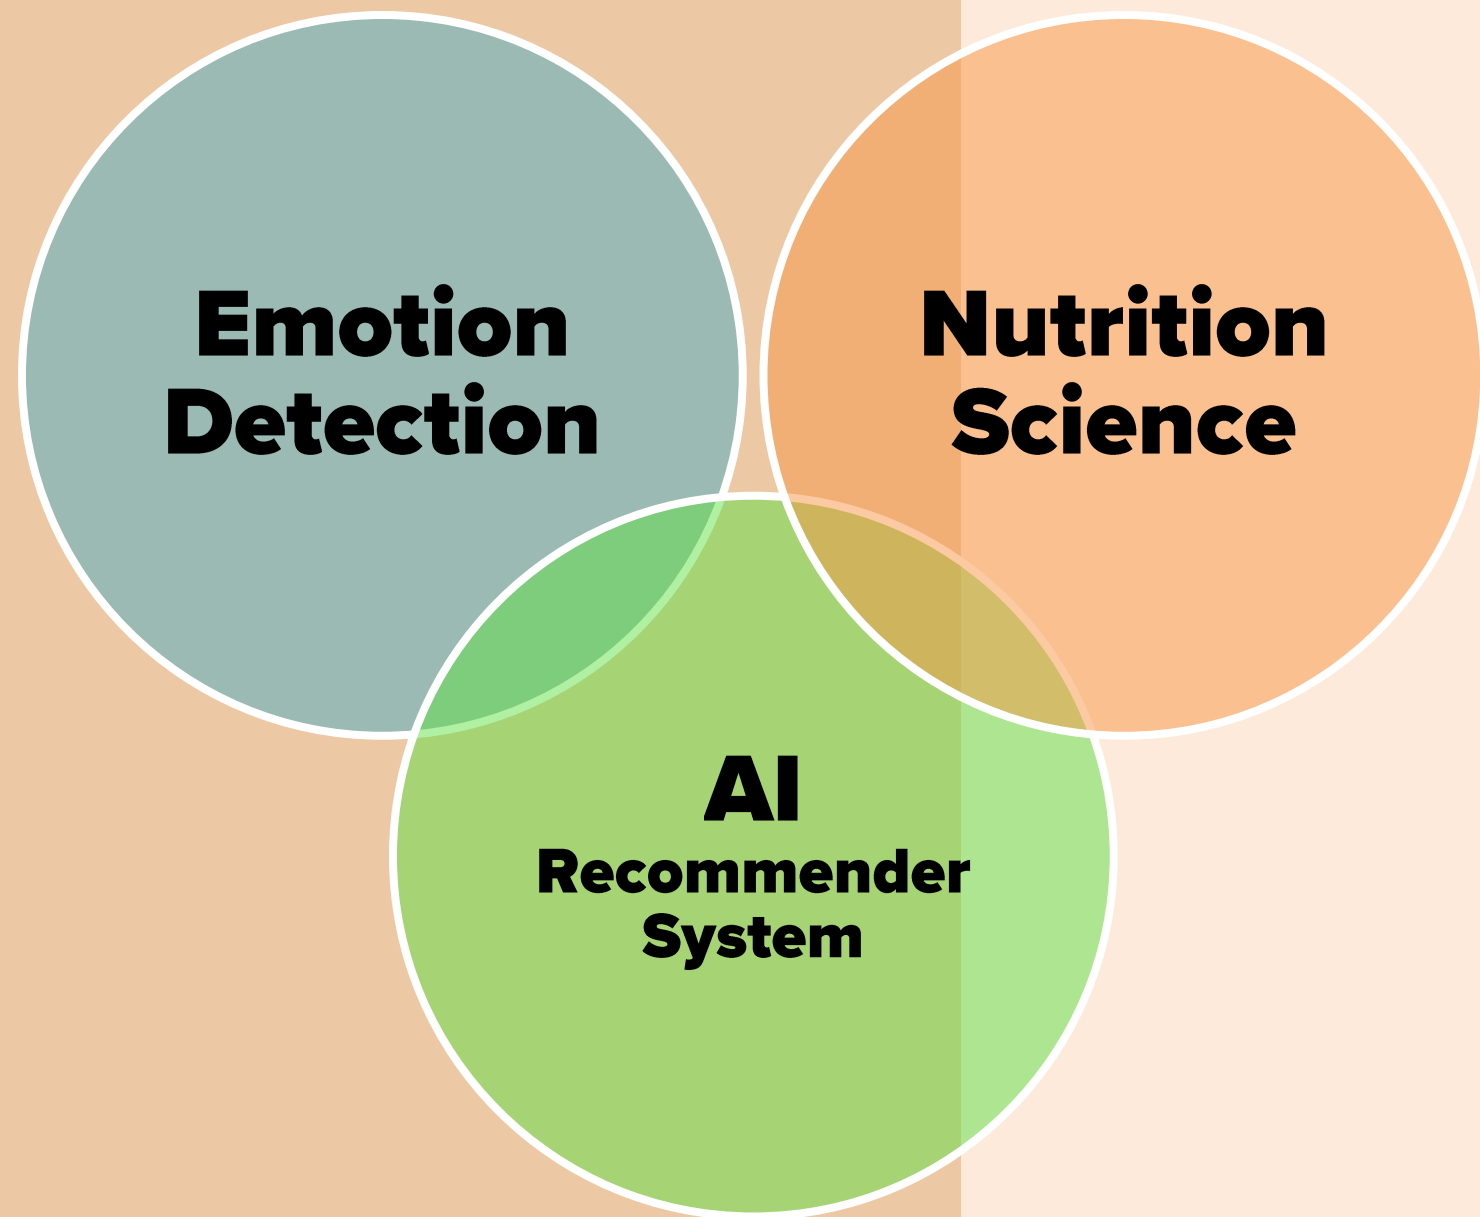 Emotion
Detection
Nutrition
Science
AI
Recommender
System